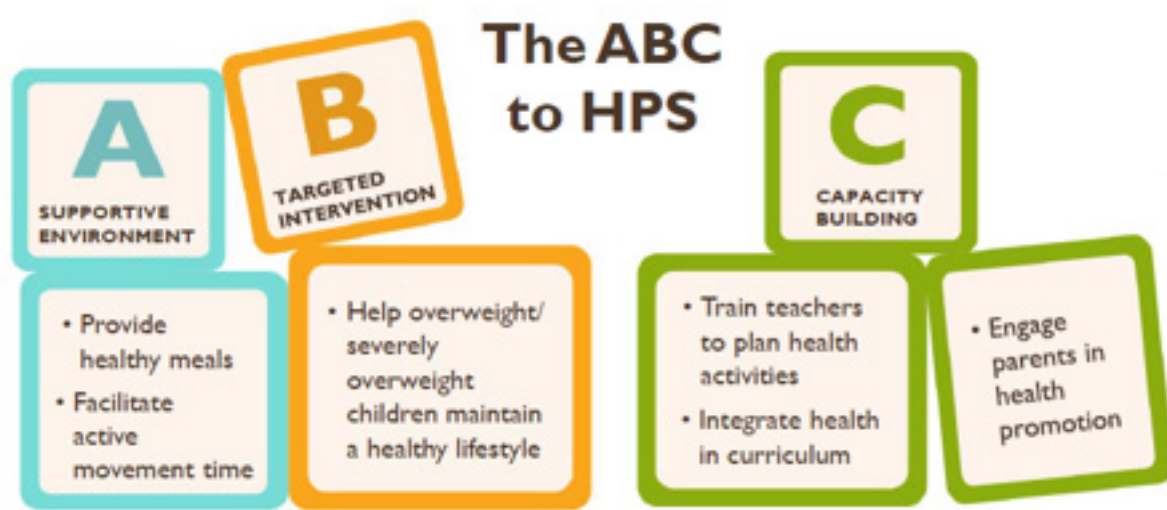 The ABC
to HPS
A
SUPPORTIVE
ENVIRONMENT
• Provide
healthy meals
• Facilitate
active
movement time
B
TARGETED
INTERVENTION
• Help overweight/
severely
overweight
children maintain
a healthy lifestyle
C
CAPACITY
BUILDING
• Train teachers
to plan health
activities
• Integrate health
in curriculum
• Engage
parents in
health
promotion